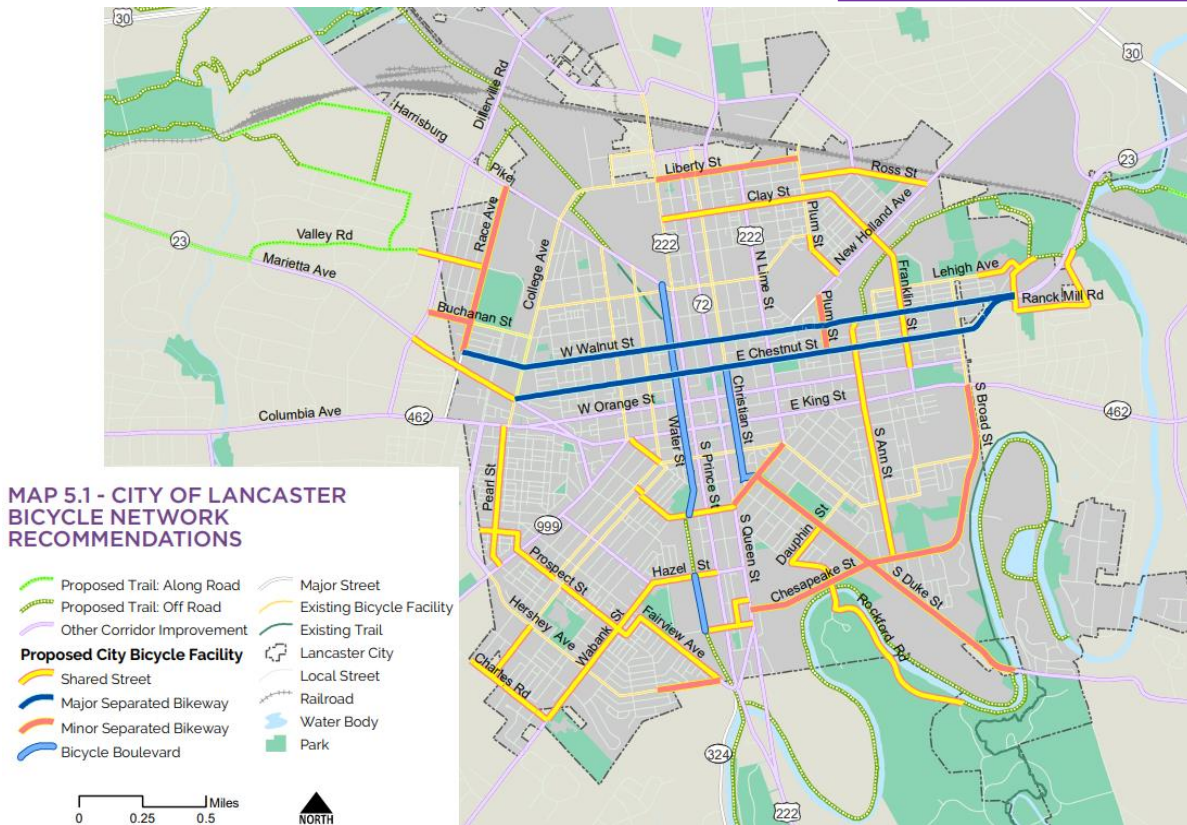 30
30
Dillerville Rd
Harrisburg
Pike
Liberty St
Ross St
23
Clay St
Race Ave
Plum St
New Holland Ave
Valley Rd
23
Marietta Ave
College Ave
222
222
N Lime St
Franklin St
Lehigh Ave
Ranck Mill Rd
Buchanan St
72
Plum St
W Walnut St
E Chestnut St
Christian St
W Orange St
E King St
Columbia Ave
462
462
S Broad St
Water St
S Prince St
S Ann St
Pearl St
999
Dauphin St
S Queen St
Prospect St
Hazel St
Chesapeake St
S Duke St
Hershey Ave
Wabank St
Fairview Ave
Rockford Rd
Charles Rd
324
222
MAP 5.1 - CITY OF LANCASTER
BICYCLE NETWORK
RECOMMENDATIONS
Proposed Trail: Along Road
Proposed Trail: Off Road
Other Corridor Improvement
Proposed City Bicycle Facility
Shared Street
Major Separated Bikeway
Minor Separated Bikeway
Bicycle Boulevard
Major Street
Existing Bicycle Facility
Existing Trail
Lancaster City
Local Street
Railroad
Water Body
Park
Miles
0 0.25 0.5
NORTH